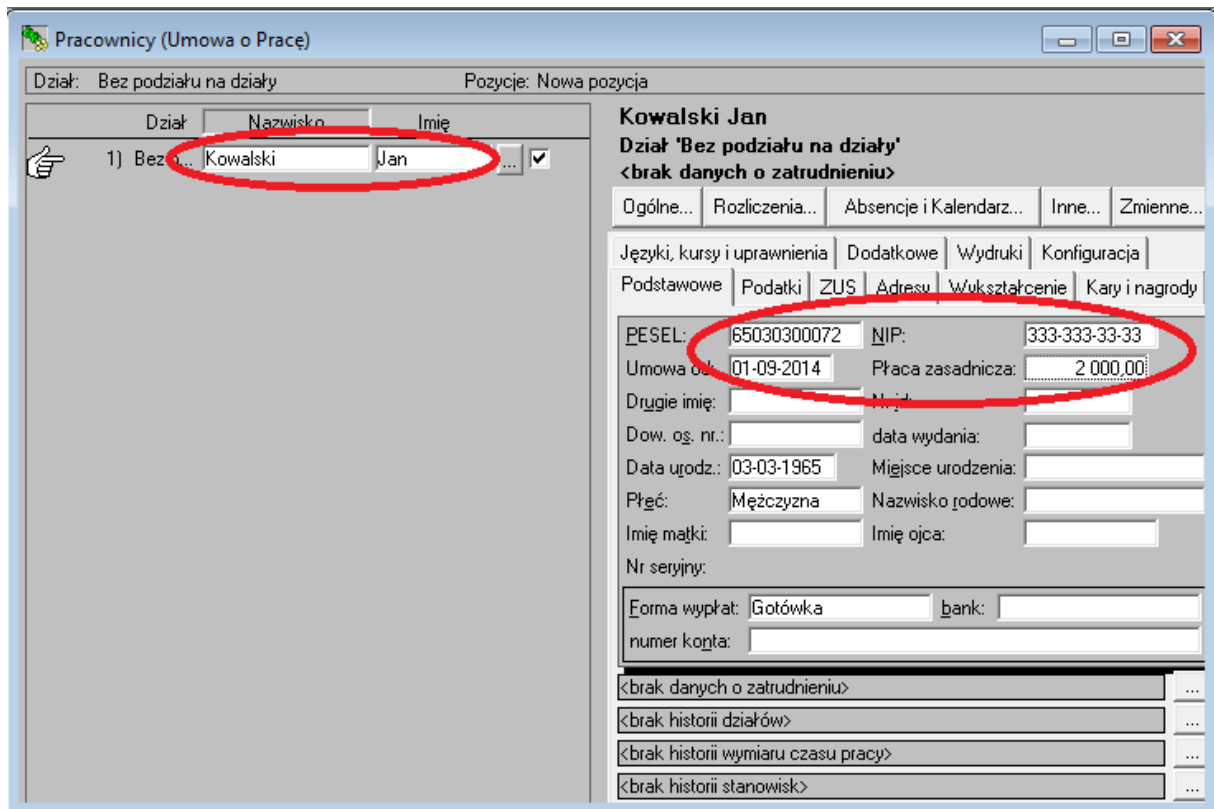 Pracownicy (Umowa o Pracę)
Dział: Bez podziału na działy Pozycje: Nowa pozycja
Dział Nazwisko Imię
1) Bez p... Kowalski Jan ...
Kowalski Jan
Dział 'Bez podziału na działy'
<brak danych o zatrudnieniu>
Ogólne... Rozliczenia... Absencje i Kalendarz... Inne... Zmienne...
Języki, kursy i uprawnienia Dodatkowe Wydruki Konfiguracja
Podstawowe Podatki ZUS Adresy Wykształcenie Kary i nagrody
PESEL: 65030300072 NIP: 333-333-33-33
Umowa od: 01-09-2014 Płaca zasadnicza: 2 000,00
Drugie imię: Nr id:
Dow. os. nr.: data wydania:
Data urodz.: 03-03-1965 Miejsce urodzenia:
Płeć: Mężczyzna Nazwisko rodowe:
Imię matki: Imię ojca:
Nr seryjny:
Forma wypłat: Gotówka bank:
numer konta:
<brak danych o zatrudnieniu> ...
<brak historii działów> ...
<brak historii wymiaru czasu pracy> ...
<brak historii stanowisk> ...